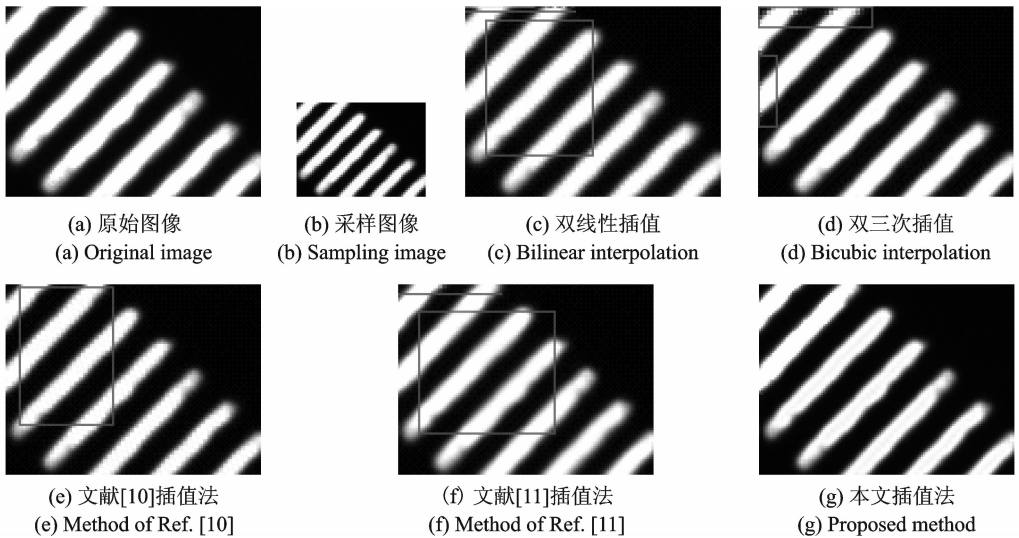 (a) 原始图像
(a) Original image
(b) 采样图像
(b) Sampling image
(c) 双线性插值
(c) Bilinear interpolation
(d) 双三次插值
(d) Bicubic interpolation
(e) 文献[10]插值法
(e) Method of Ref. [10]
(f) 文献[11]插值法
(f) Method of Ref. [11]
(g) 本文插值法
(g) Proposed method